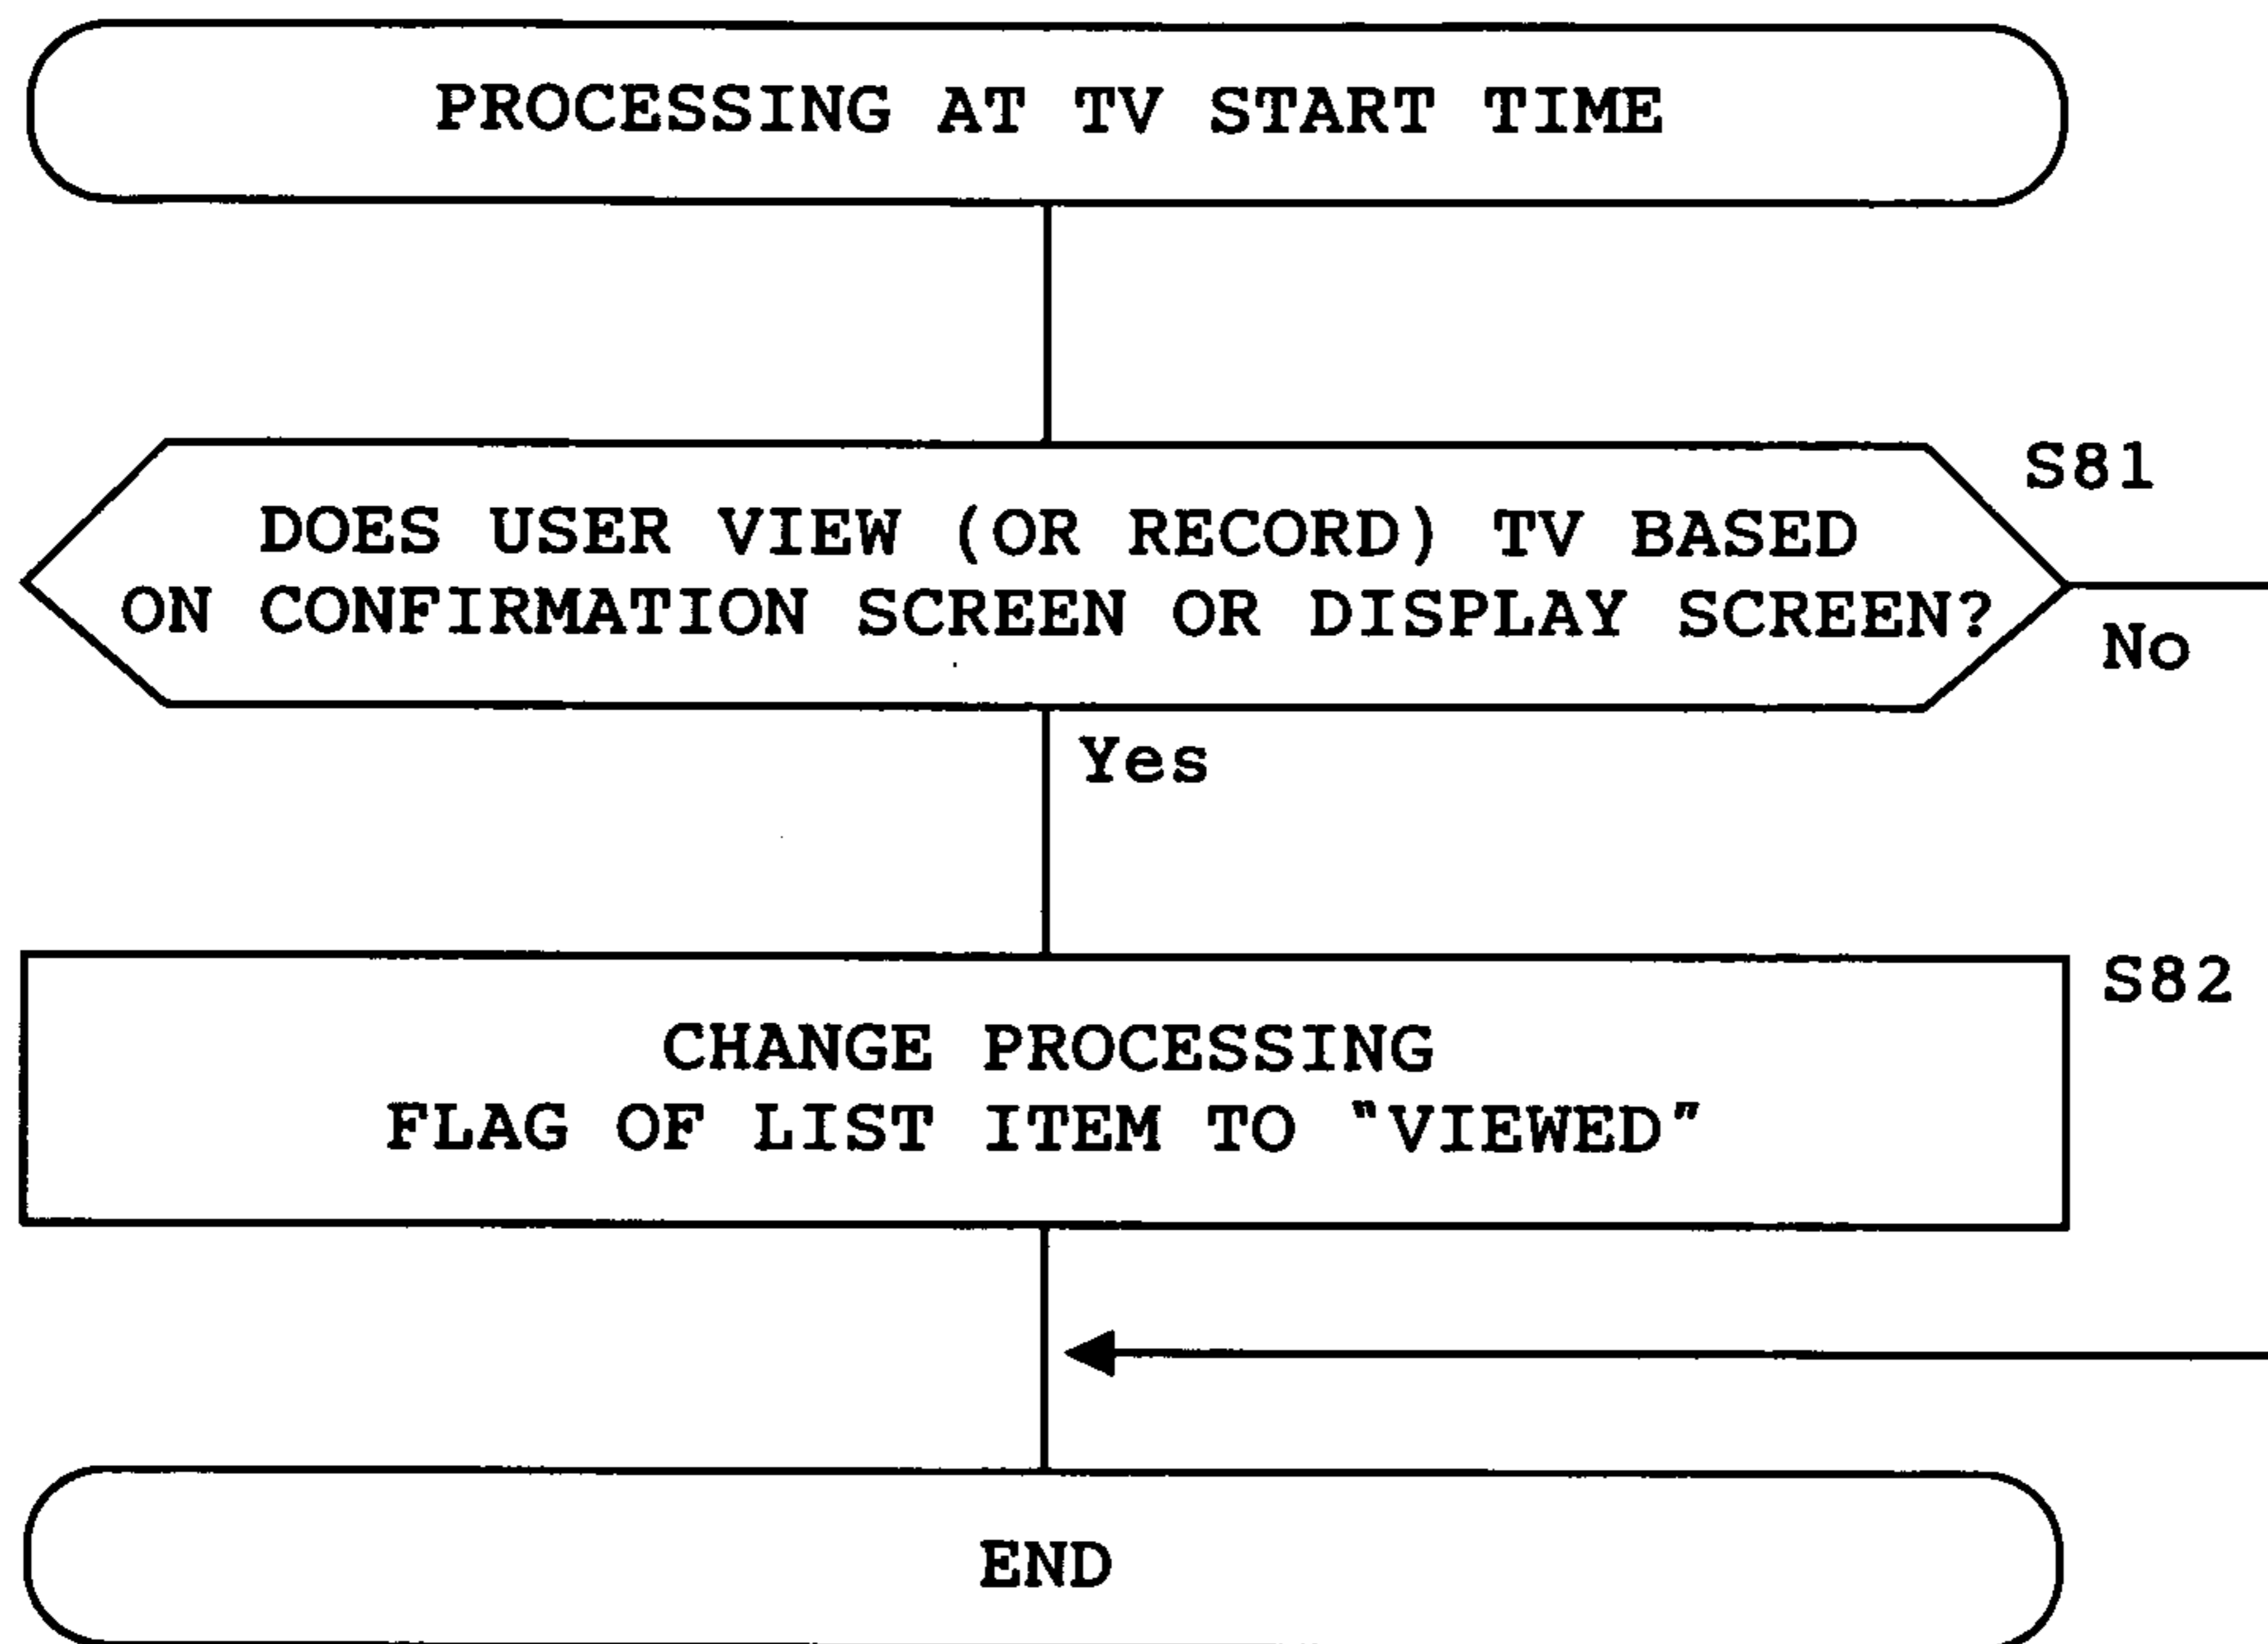 PROCESSING AT TV START TIME
S81
DOES USER VIEW (OR RECORD) TV BASED
ON CONFIRMATION SCREEN OR DISPLAY SCREEN?
No
Yes
S82
CHANGE PROCESSING
FLAG OF LIST ITEM TO "VIEWED"
END